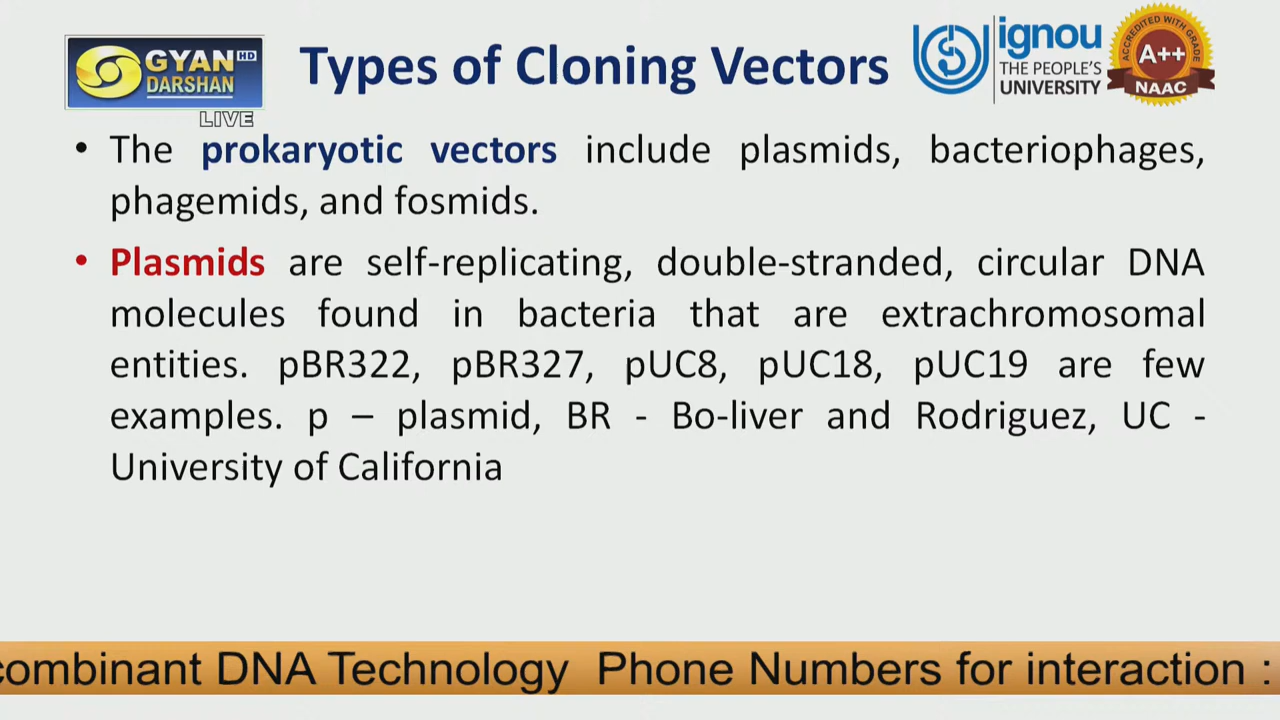 GYAN HD
DARSHAN
LIVE
Types of Cloning Vectors
ignou
THE PEOPLE'S
UNIVERSITY
ACCREDITED WITH GRADE
A++
NAAC
• The prokaryotic vectors include plasmids, bacteriophages,
phagemids, and fosmids.
• Plasmids are self-replicating, double-stranded, circular DNA
molecules found in bacteria that are extrachromosomal
entities. pBR322, pBR327, pUC8, pUC18, pUC19 are few
examples. p – plasmid, BR - Bo-liver and Rodriguez, UC -
University of California
combinant DNA Technology Phone Numbers for interaction :